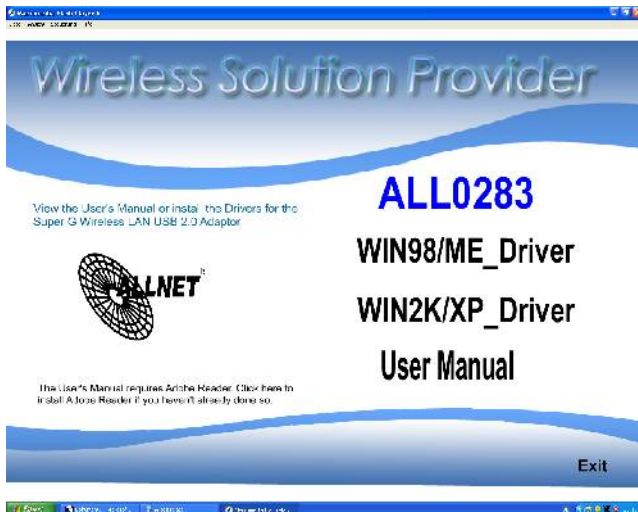 Wireless Solution Provider
ALL0283
View the User's Manual or install the Drivers for the
Super G Wireless LAN USB 2.0 Adaptor
WIN98/ME_Driver
ALLNET
WIN2K/XP_Driver
User Manual
The User's Manual requires Adobe Reader. Click here to
install Adobe Reader if you haven't already done so.
Exit